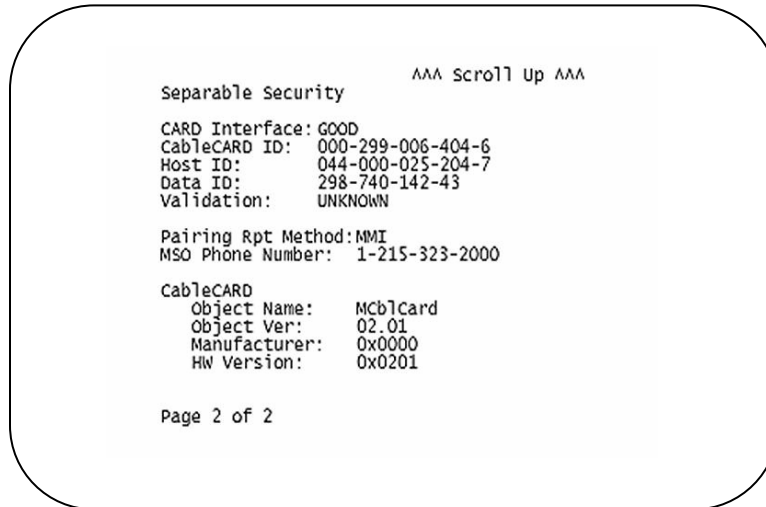 ^^^ Scroll Up ^^^
Separable Security
CARD Interface: GOOD
CableCARD ID: 000-299-006-404-6
Host ID: 044-000-025-204-7
Data ID: 298-740-142-43
Validation: UNKNOWN
Pairing Rpt Method: MMI
MSO Phone Number: 1-215-323-2000
CableCARD
Object Name: MCblCard
Object Ver: 02.01
Manufacturer: 0x0000
HW Version: 0x0201
Page 2 of 2